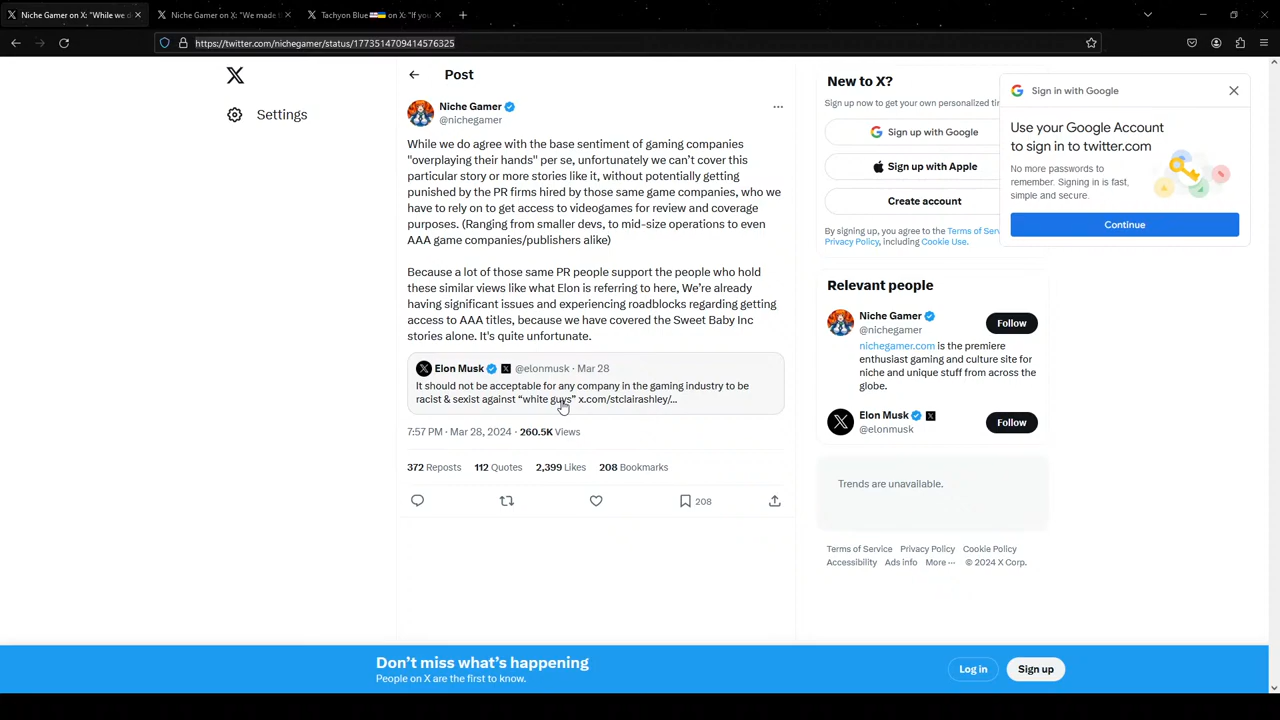 Niche Gamer on X: "While we d
Niche Gamer on X: "We made t
Tachyon Blue on X: "If you
https://twitter.com/nichegamer/status/1773514709414576325
Settings
Post
Niche Gamer
@nichegamer
While we do agree with the base sentiment of gaming companies
"overplaying their hands" per se, unfortunately we can't cover this
particular story or more stories like it, without potentially getting
punished by the PR firms hired by those same game companies, who we
have to rely on to get access to videogames for review and coverage
purposes. (Ranging from smaller devs, to mid-size operations to even
AAA game companies/publishers alike)
Because a lot of those same PR people support the people who hold
these similar views like what Elon is referring to here, We're already
having significant issues and experiencing roadblocks regarding getting
access to AAA titles, because we have covered the Sweet Baby Inc
stories alone. It's quite unfortunate.
Elon Musk @elonmusk · Mar 28
It should not be acceptable for any company in the gaming industry to be
racist & sexist against “white guys” x.com/stclairashley/...
7:57 PM · Mar 28, 2024 · 260.5K Views
372 Reposts 112 Quotes 2,399 Likes 208 Bookmarks
208
New to X?
Sign up now to get your own personalized tin
Sign up with Google
Sign up with Apple
Create account
By signing up, you agree to the Terms of Serv
Privacy Policy, including Cookie Use.
Sign in with Google
Use your Google Account
to sign in to twitter.com
No more passwords to
remember. Signing in is fast,
simple and secure.
Continue
Relevant people
Niche Gamer
@nichegamer
Follow
nichegamer.com is the premiere
enthusiast gaming and culture site for
niche and unique stuff from across the
globe.
Elon Musk
@elonmusk
Follow
Trends are unavailable.
Terms of Service Privacy Policy Cookie Policy
Accessibility Ads info More ··· © 2024 X Corp.
Don’t miss what’s happening
People on X are the first to know.
Log in
Sign up